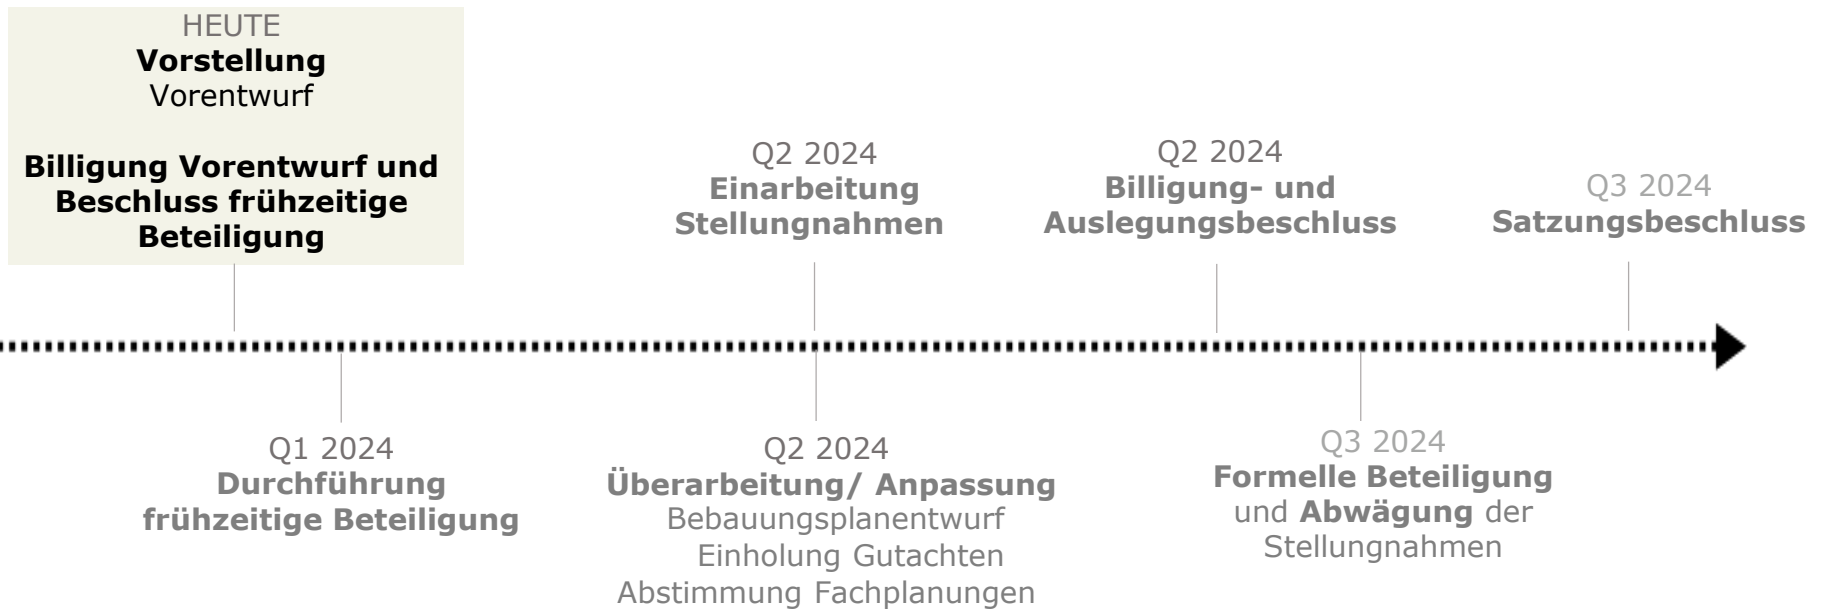 HEUTE
Vorstellung
Vorentwurf
Billigung Vorentwurf und
Beschluss frühzeitige
Beteiligung
Q2 2024
Einarbeitung
Stellungnahmen
Q2 2024
Billigung- und
Auslegungsbeschluss
Q3 2024
Satzungsbeschluss
Q1 2024
Durchführung
frühzeitige Beteiligung
Q2 2024
Überarbeitung/ Anpassung
Bebauungsplanentwurf
Einholung Gutachten
Abstimmung Fachplanungen
Q3 2024
Formelle Beteiligung
und Abwägung der
Stellungnahmen